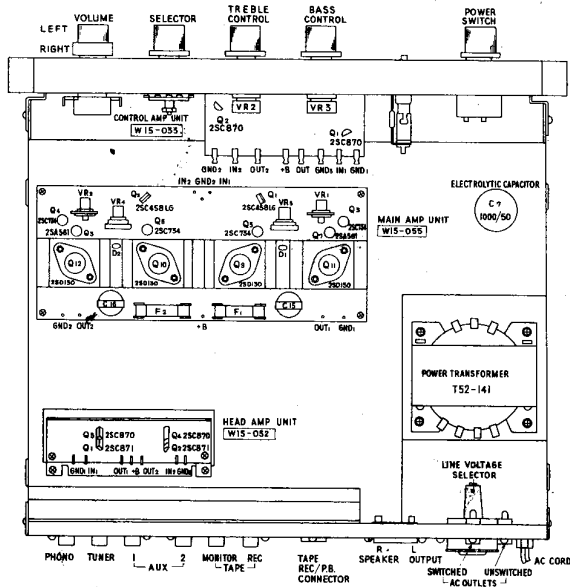 LEFT
RIGHT
VOLUME
SELECTOR
TREBLE
CONTROL
BASS
CONTROL
POWER
SWITCH
CONTROL AMP UNIT
W15-033
Q2
2SC870
VR2
VR3
Q1
2SC870
GND2 IN2 OUT2 +B OUT GND5 IN1 GND1
IN2 GND2 IN1
ELECTROLYTIC CAPACITOR
C7
1000/50
VR2
VR4
2SC458LG
Q1
2SC458LG
VR5
VR1
Q4
2SC734
2SA561
Q3
Q6
2SC734
Q5
2SC734
Q7
2SA561
MAIN AMP UNIT
W15-055
D2
D1
Q12
Q10
Q9
Q11
2SD150
2SD150
2SD150
2SD150
C16
F2
F1
C15
GND2 OUT2
+B
OUT1 GND1
POWER TRANSFORMER
T52-141
HEAD AMP UNIT
W15-052
Q3
2SC870
Q1
2SC871
Q4 2SC870
Q2 2SC871
GND1 IN1 OUT1 +B OUT2 IN2 GND2
LINE VOLTAGE
SELECTOR
PHONO
TUNER
1
2
AUX
MONITOR
REC
TAPE
TAPE
REC/P.B.
CONNECTOR
R
L
SPEAKER OUTPUT
SWITCHED
UNSWITCHED
AC OUTLETS
AC CORD